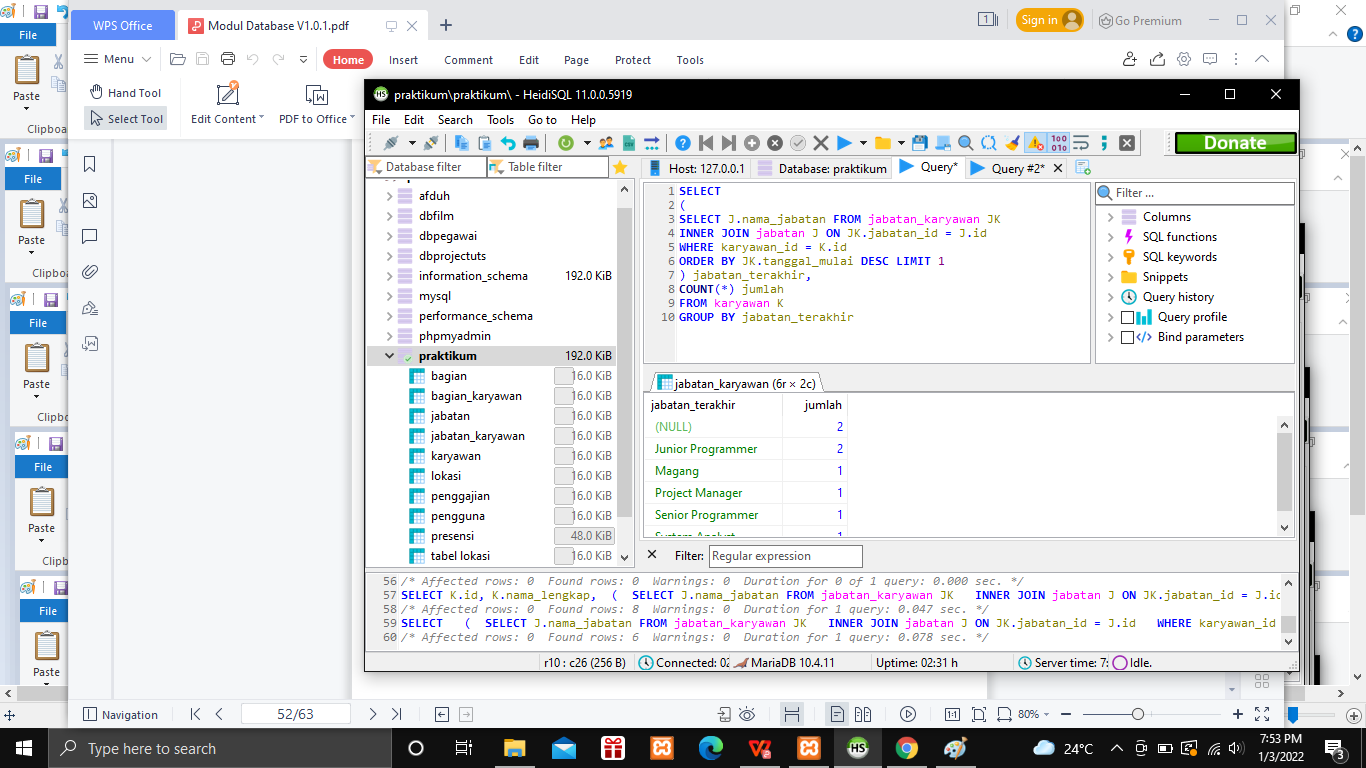 File
WPS Office
Modul Database V1.0.1.pdf
1
Sign in
Go Premium
Menu
Home
Insert
Comment
Edit
Page
Protect
Tools
Paste
Clipboa
Hand Tool
Select Tool
Edit Content
PDF to Office
praktikum\praktikum\ - HeidiSQL 11.0.0.5919
File Edit Search Tools Go to Help
Donate
Database filter
Table filter
Host: 127.0.0.1
Database: praktikum
Query*
Query #2*
afduh
dbfilm
dbpegawai
dbprojectuts
information_schema 192.0 KiB
mysql
performance_schema
phpmyadmin
praktikum 192.0 KiB
bagian 16.0 KiB
bagian_karyawan 16.0 KiB
jabatan 16.0 KiB
jabatan_karyawan 16.0 KiB
karyawan 16.0 KiB
lokasi 16.0 KiB
penggajian 16.0 KiB
pengguna 16.0 KiB
presensi 48.0 KiB
tabel lokasi 16.0 KiB
1 SELECT
2 (
3 SELECT J.nama_jabatan FROM jabatan_karyawan JK
4 INNER JOIN jabatan J ON JK.jabatan_id = J.id
5 WHERE karyawan_id = K.id
6 ORDER BY JK.tanggal_mulai DESC LIMIT 1
7 ) jabatan_terakhir,
8 COUNT(*) jumlah
9 FROM karyawan K
10 GROUP BY jabatan_terakhir
Filter ...
Columns
SQL functions
SQL keywords
Snippets
Query history
Query profile
Bind parameters
jabatan_karyawan (6r × 2c)
jabatan_terakhir jumlah
(NULL) 2
Junior Programmer 2
Magang 1
Project Manager 1
Senior Programmer 1
System Analyst 1
Filter: Regular expression
56 /* Affected rows: 0 Found rows: 0 Warnings: 0 Duration for 0 of 1 query: 0.000 sec. */
57 SELECT K.id, K.nama_lengkap, ( SELECT J.nama_jabatan FROM jabatan_karyawan JK INNER JOIN jabatan J ON JK.jabatan_id = J.id
58 /* Affected rows: 0 Found rows: 8 Warnings: 0 Duration for 1 query: 0.047 sec. */
59 SELECT ( SELECT J.nama_jabatan FROM jabatan_karyawan JK INNER JOIN jabatan J ON JK.jabatan_id = J.id WHERE karyawan_id
60 /* Affected rows: 0 Found rows: 6 Warnings: 0 Duration for 1 query: 0.078 sec. */
r10 : c26 (256 B)
Connected: 02
MariaDB 10.4.11
Uptime: 02:31 h
Server time: 7:
Idle.
File
Paste
Clipboa
File
Paste
Clipb
File
Paste
Clip
File
Paste
Navigation
52/63
80%
Type here to search
24°C
7:53 PM
1/3/2022
3